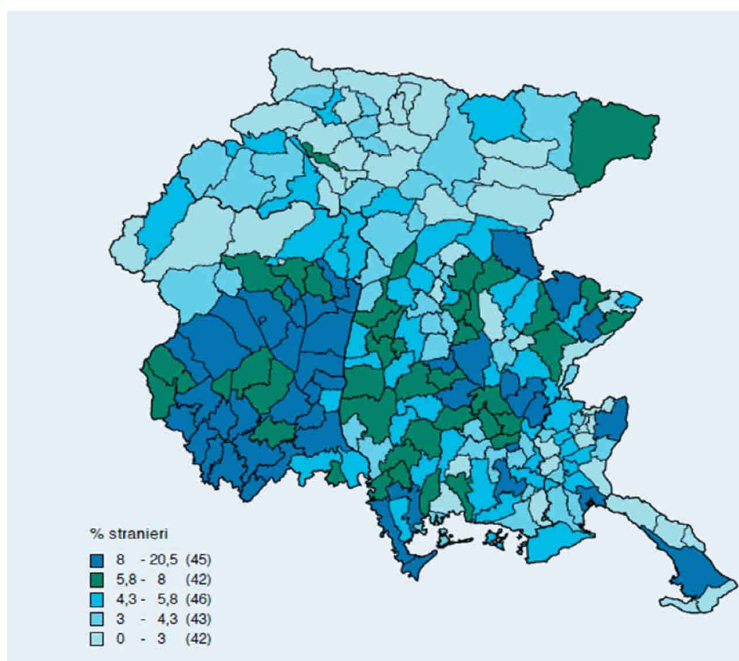 % stranieri
8 - 20,5 (45)
5,8 - 8 (42)
4,3 - 5,8 (46)
3 - 4,3 (43)
0 - 3 (42)